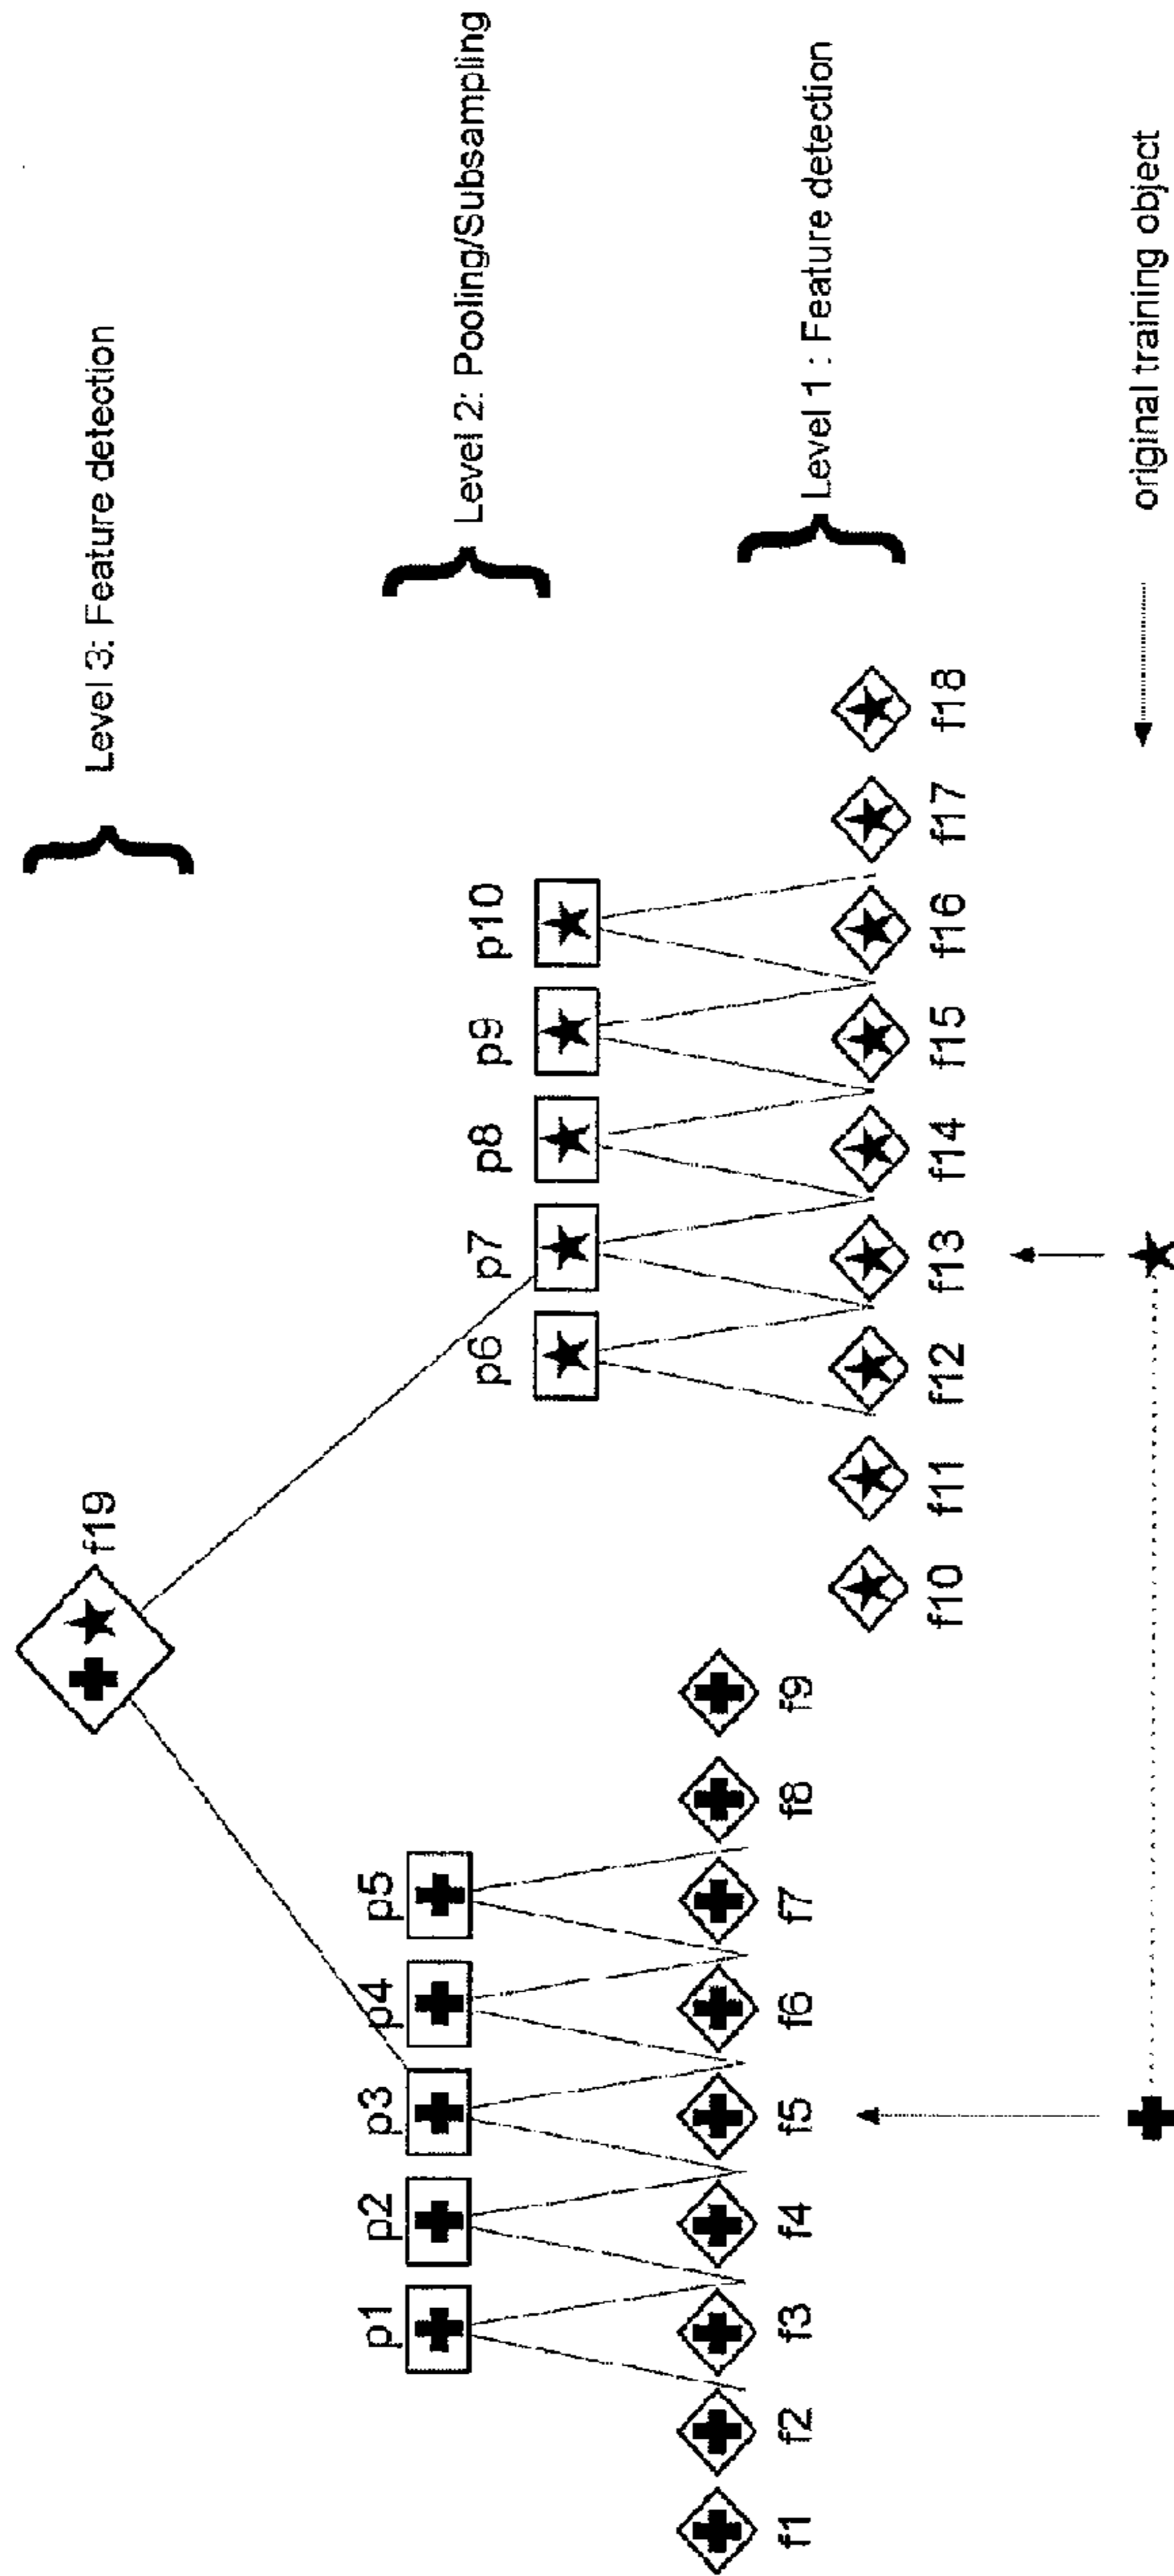 Level 3: Feature detection
f19
Level 2: Pooling/Subsampling
p1 p2 p3 p4 p5
p6 p7 p8 p9 p10
Level 1 : Feature detection
f1 f2 f3 f4 f5 f6 f7 f8 f9
f10 f11 f12 f13 f14 f15 f16 f17 f18
original training object